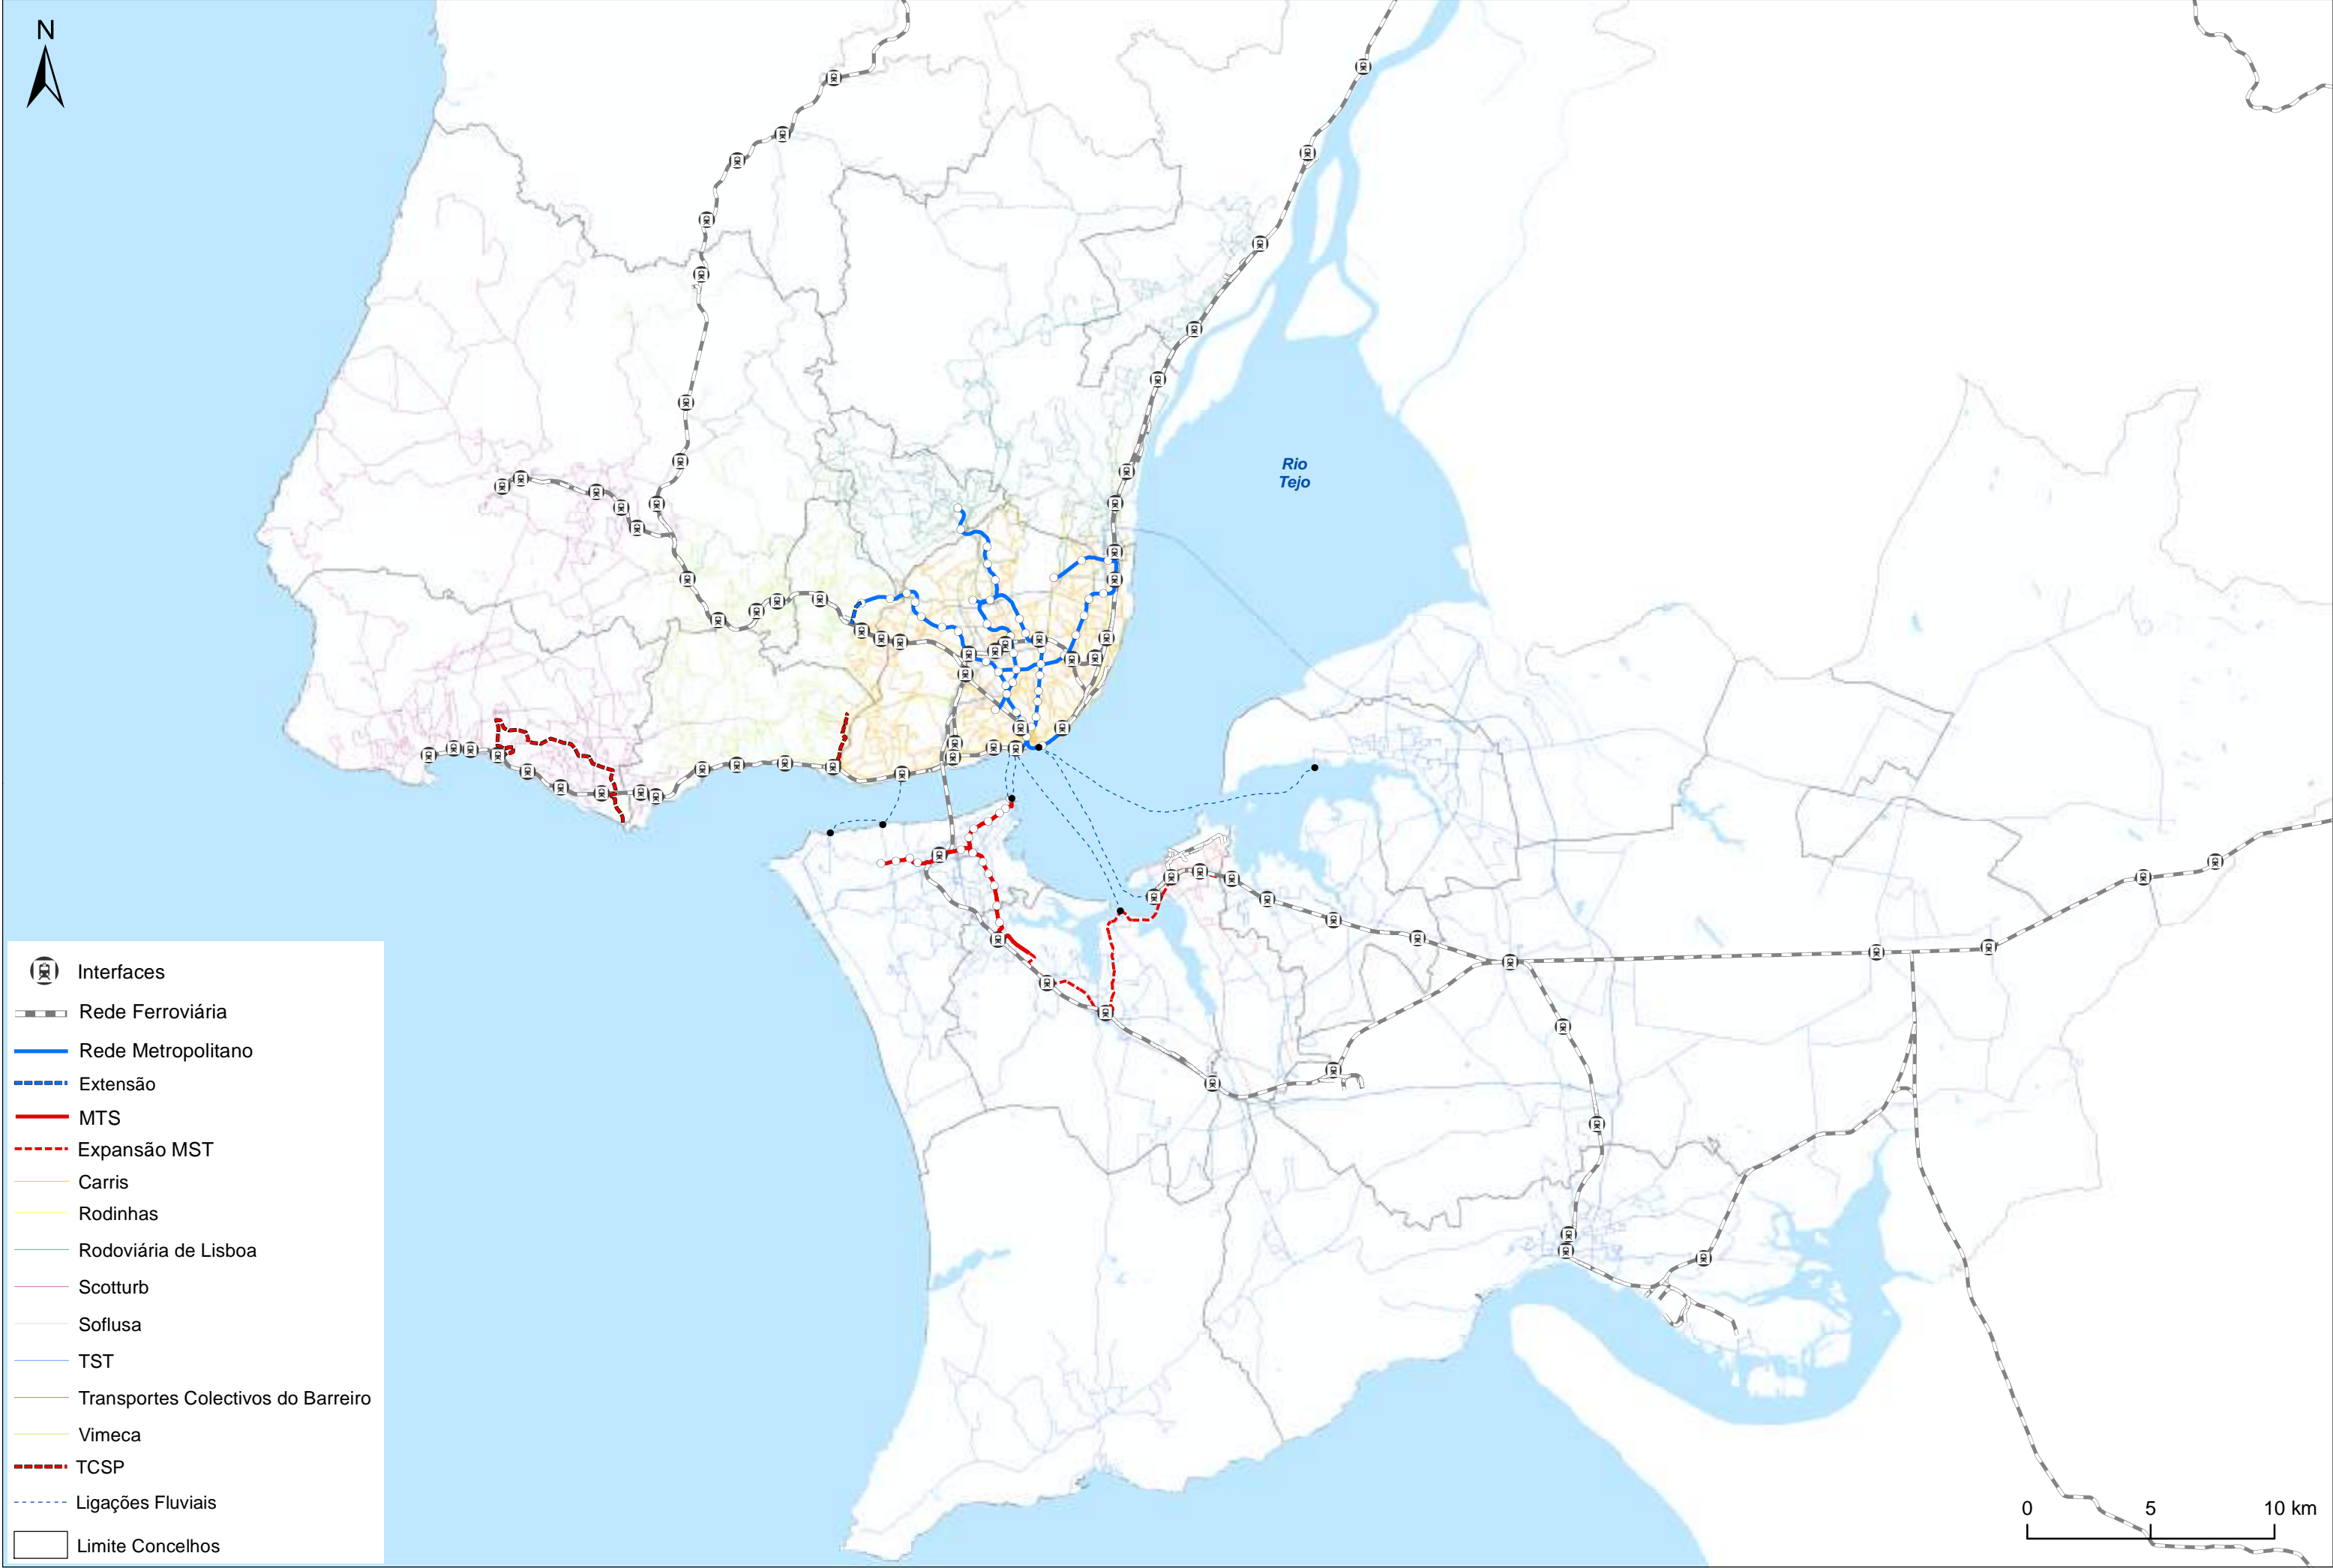 N
Rio
Tejo
Interfaces
Rede Ferroviária
Rede Metropolitano
Extensão
MTS
Expansão MST
Carris
Rodinhas
Rodoviária de Lisboa
Scotturb
Soflusa
TST
Transportes Colectivos do Barreiro
Vimeca
TCSP
Ligações Fluviais
Limite Concelhos
0 5 10 km